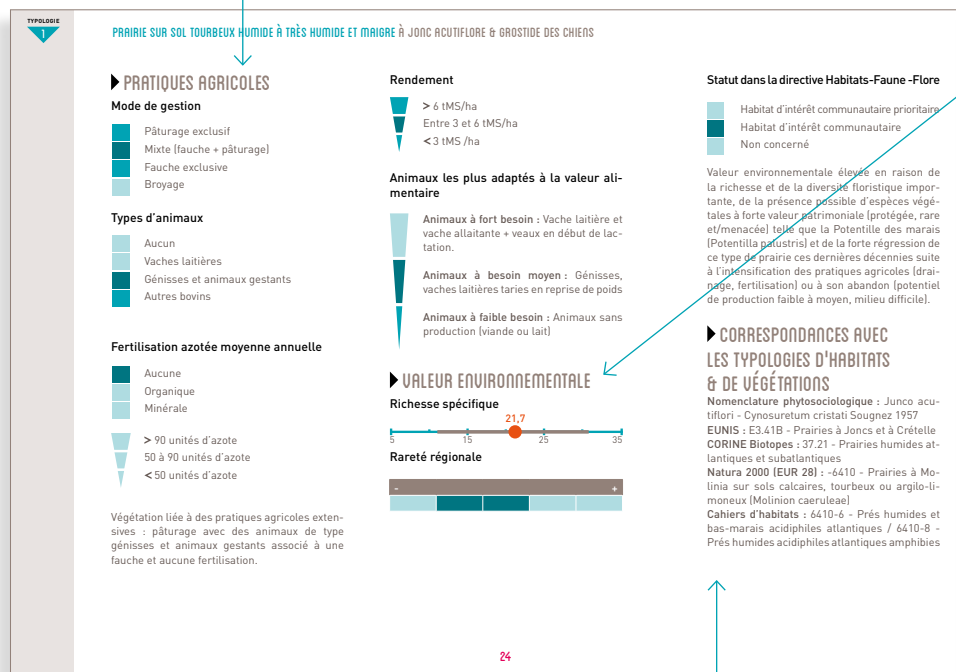 TYPOLOGIE
1
PRAIRIE SUR SOL TOURBEUX HUMIDE À TRÈS HUMIDE ET MAIGRE À JONC ACUTIFLORE & GROSTIDE DES CHIENS
PRATIQUES AGRICOLES
Mode de gestion
Pâturage exclusif
Mixte (fauche + pâturage)
Fauche exclusive
Broyage
Types d'animaux
Aucun
Vaches laitières
Génisses et animaux gestants
Autres bovins
Fertilisation azotée moyenne annuelle
Aucune
Organique
Minérale
> 90 unités d'azote
50 à 90 unités d'azote
< 50 unités d'azote
Végétation liée à des pratiques agricoles exten-
sives : pâturage avec des animaux de type
génisses et animaux gestants associé à une
fauche et aucune fertilisation.
Rendement
> 6 tMS/ha
Entre 3 et 6 tMS/ha
< 3 tMS /ha
Animaux les plus adaptés à la valeur ali-
mentaire
Animaux à fort besoin : Vache laitière et
vache allaitante + veaux en début de lac-
tation.
Animaux à besoin moyen : Génisses,
vaches laitières taries en reprise de poids
Animaux à faible besoin : Animaux sans
production (viande ou lait)
VALEUR ENVIRONNEMENTALE
Richesse spécifique
21,7
5 15 25 35
Rareté régionale
- +
Statut dans la directive Habitats-Faune -Flore
Habitat d'intérêt communautaire prioritaire
Habitat d'intérêt communautaire
Non concerné
Valeur environnementale élevée en raison de
la richesse et de la diversité floristique impor-
tante, de la présence possible d'espèces végé-
tales à forte valeur patrimoniale (protégée, rare
et/menacée) telle que la Potentille des marais
(Potentilla palustris) et de la forte régression de
ce type de prairie ces dernières décennies suite
à l'intensification des pratiques agricoles (drai-
nage, fertilisation) ou à son abandon (potentiel
de production faible à moyen, milieu difficile).
CORRESPONDANCES AVEC
LES TYPOLOGIES D'HABITATS
& DE VÉGÉTATIONS
Nomenclature phytosociologique : Junco acu-
tiflori - Cynosuretum cristati Sougnez 1957
EUNIS : E3.41B - Prairies à Joncs et à Crételle
CORINE Biotopes : 37.21 - Prairies humides at-
lantiques et subatlantiques
Natura 2000 (EUR 28) : -6410 - Prairies à Mo-
linia sur sols calcaires, tourbeux ou argilo-li-
moneux (Molinion caeruleae)
Cahiers d'habitats : 6410-6 - Prés humides et
bas-marais acidiphiles atlantiques / 6410-8 -
Prés humides acidiphiles atlantiques amphibies
24